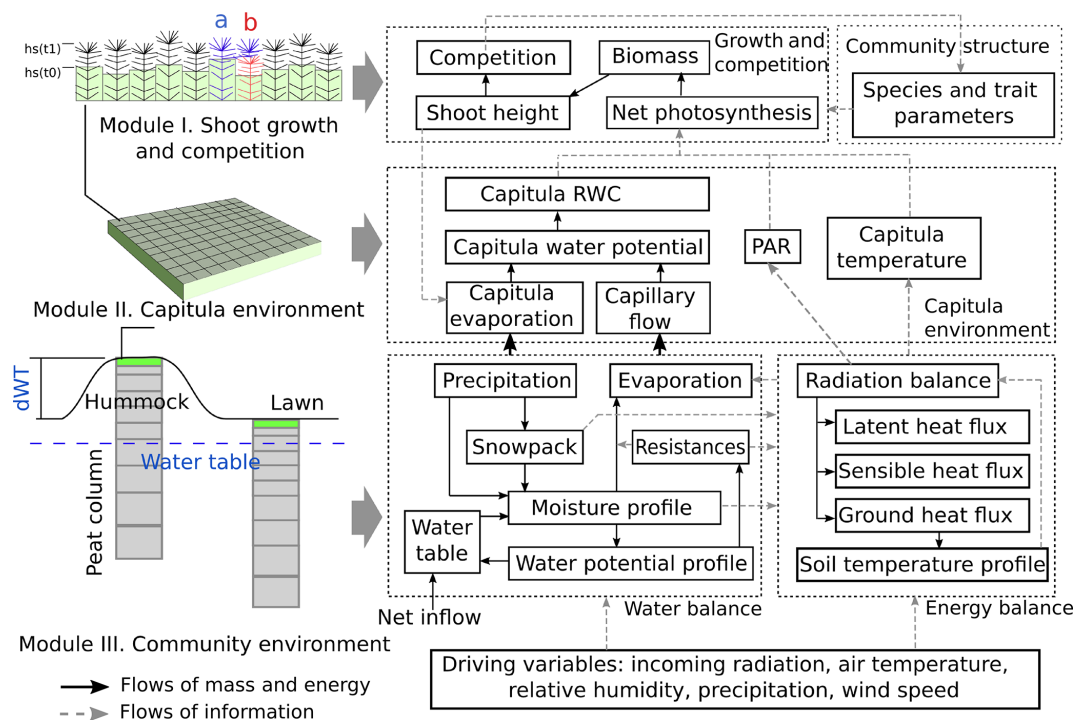 a b
hs(t1)
hs(t0)
Module I. Shoot growth
and competition
Module II. Capitula environment
dWT
Hummock
Lawn
Water table
Peat column
Module III. Community environment
Flows of mass and energy
Flows of information
Competition
Biomass
Growth and
competition
Shoot height
Net photosynthesis
Community structure
Species and trait
parameters
Capitula RWC
Capitula water potential
PAR
Capitula
temperature
Capitula
evaporation
Capillary
flow
Capitula
environment
Precipitation
Evaporation
Snowpack
Resistances
Moisture profile
Water
table
Water potential profile
Net inflow
Water balance
Radiation balance
Latent heat flux
Sensible heat flux
Ground heat flux
Soil temperature profile
Energy balance
Driving variables: incoming radiation, air temperature,
relative humidity, precipitation, wind speed